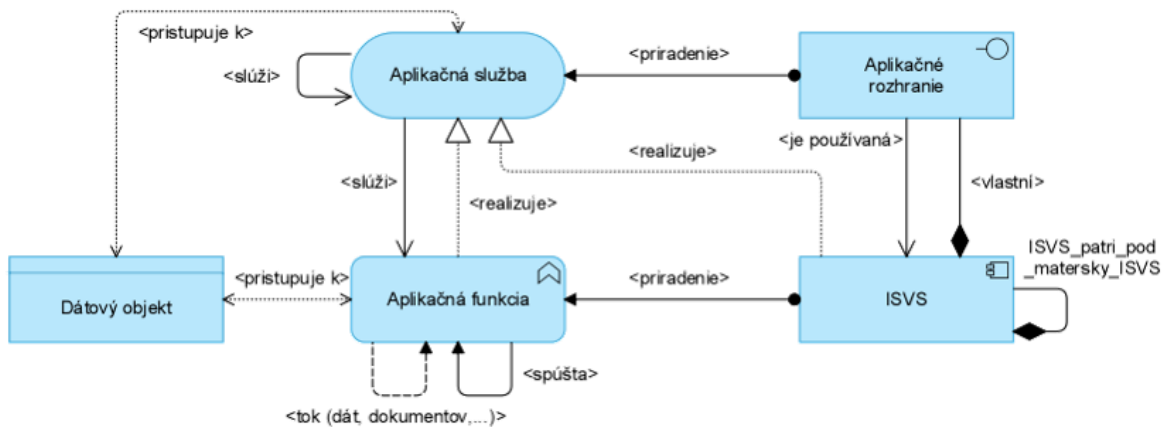 <pristupuje k>
<slúži>
Aplikačná služba
<priradenie>
Aplikačné
rozhranie
<je používaná>
<realizuje>
<slúži>
<realizuje>
<vlastní>
ISVS_patri_pod
_matersky_ISVS
Dátový objekt
<pristupuje k>
Aplikačná funkcia
<priradenie>
ISVS
<spúšta>
<tok (dát, dokumentov,...)>